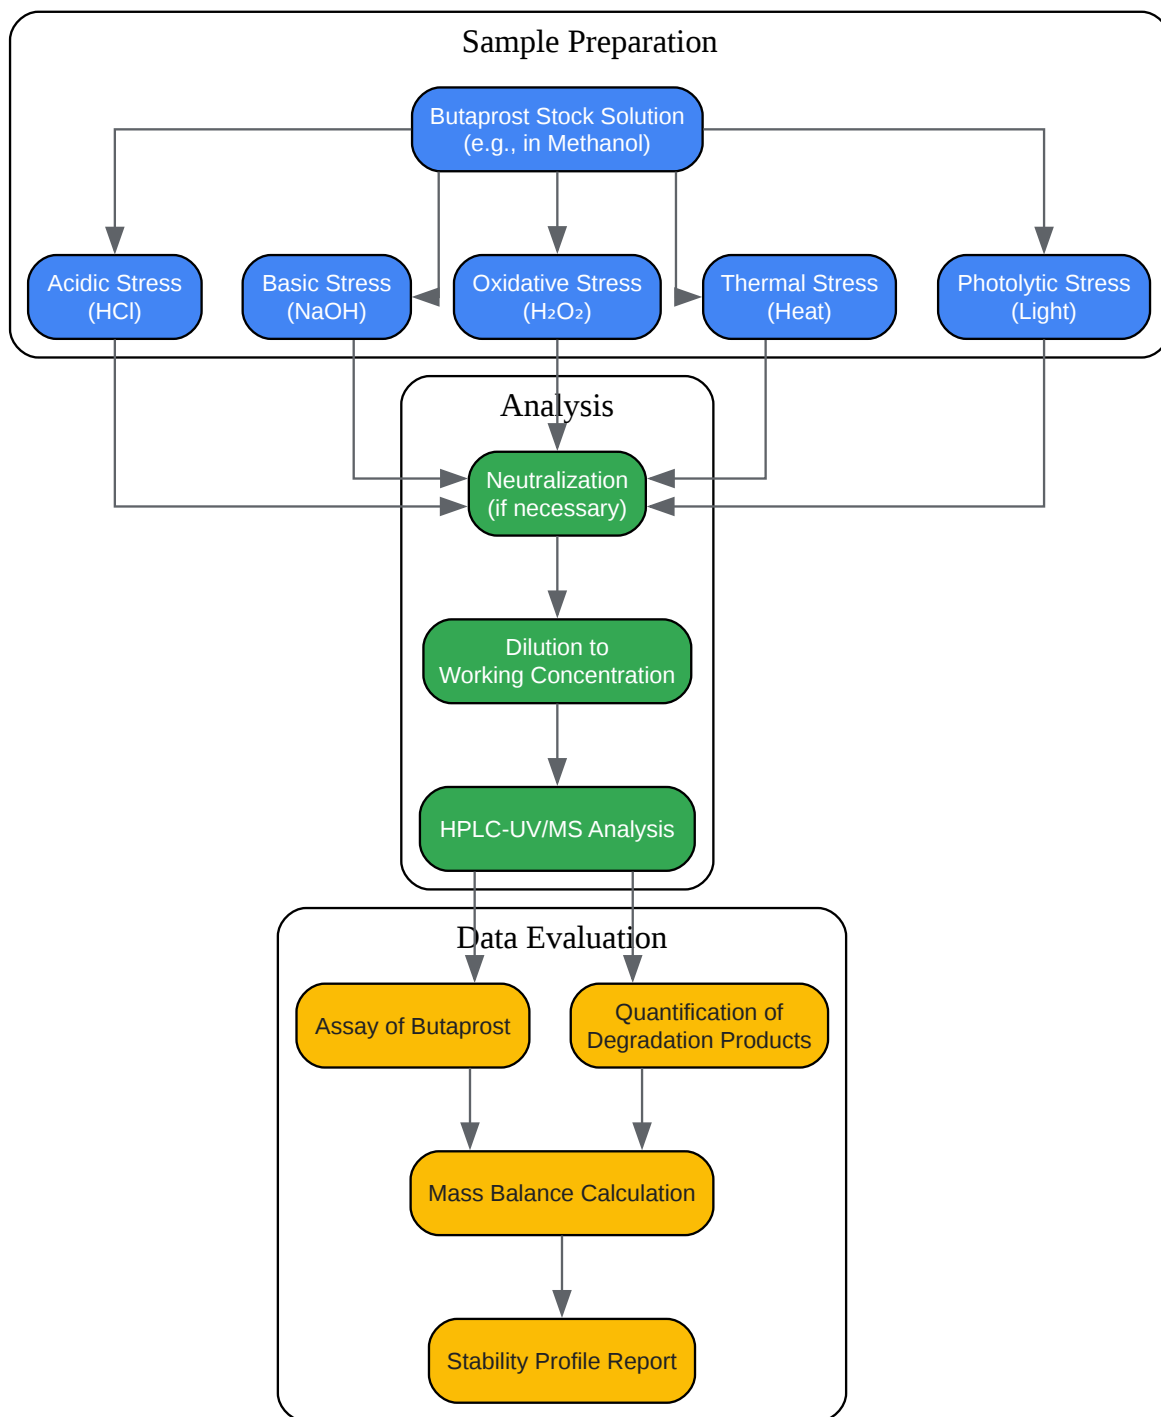 Sample Preparation
Butaprost Stock Solution
(e.g., in Methanol)
Acidic Stress
(HCl)
Basic Stress
(NaOH)
Oxidative Stress
(H₂O₂)
Thermal Stress
(Heat)
Photolytic Stress
(Light)
Analysis
Neutralization
(if necessary)
Dilution to
Working Concentration
HPLC-UV/MS Analysis
Data Evaluation
Assay of Butaprost
Quantification of
Degradation Products
Mass Balance Calculation
Stability Profile Report